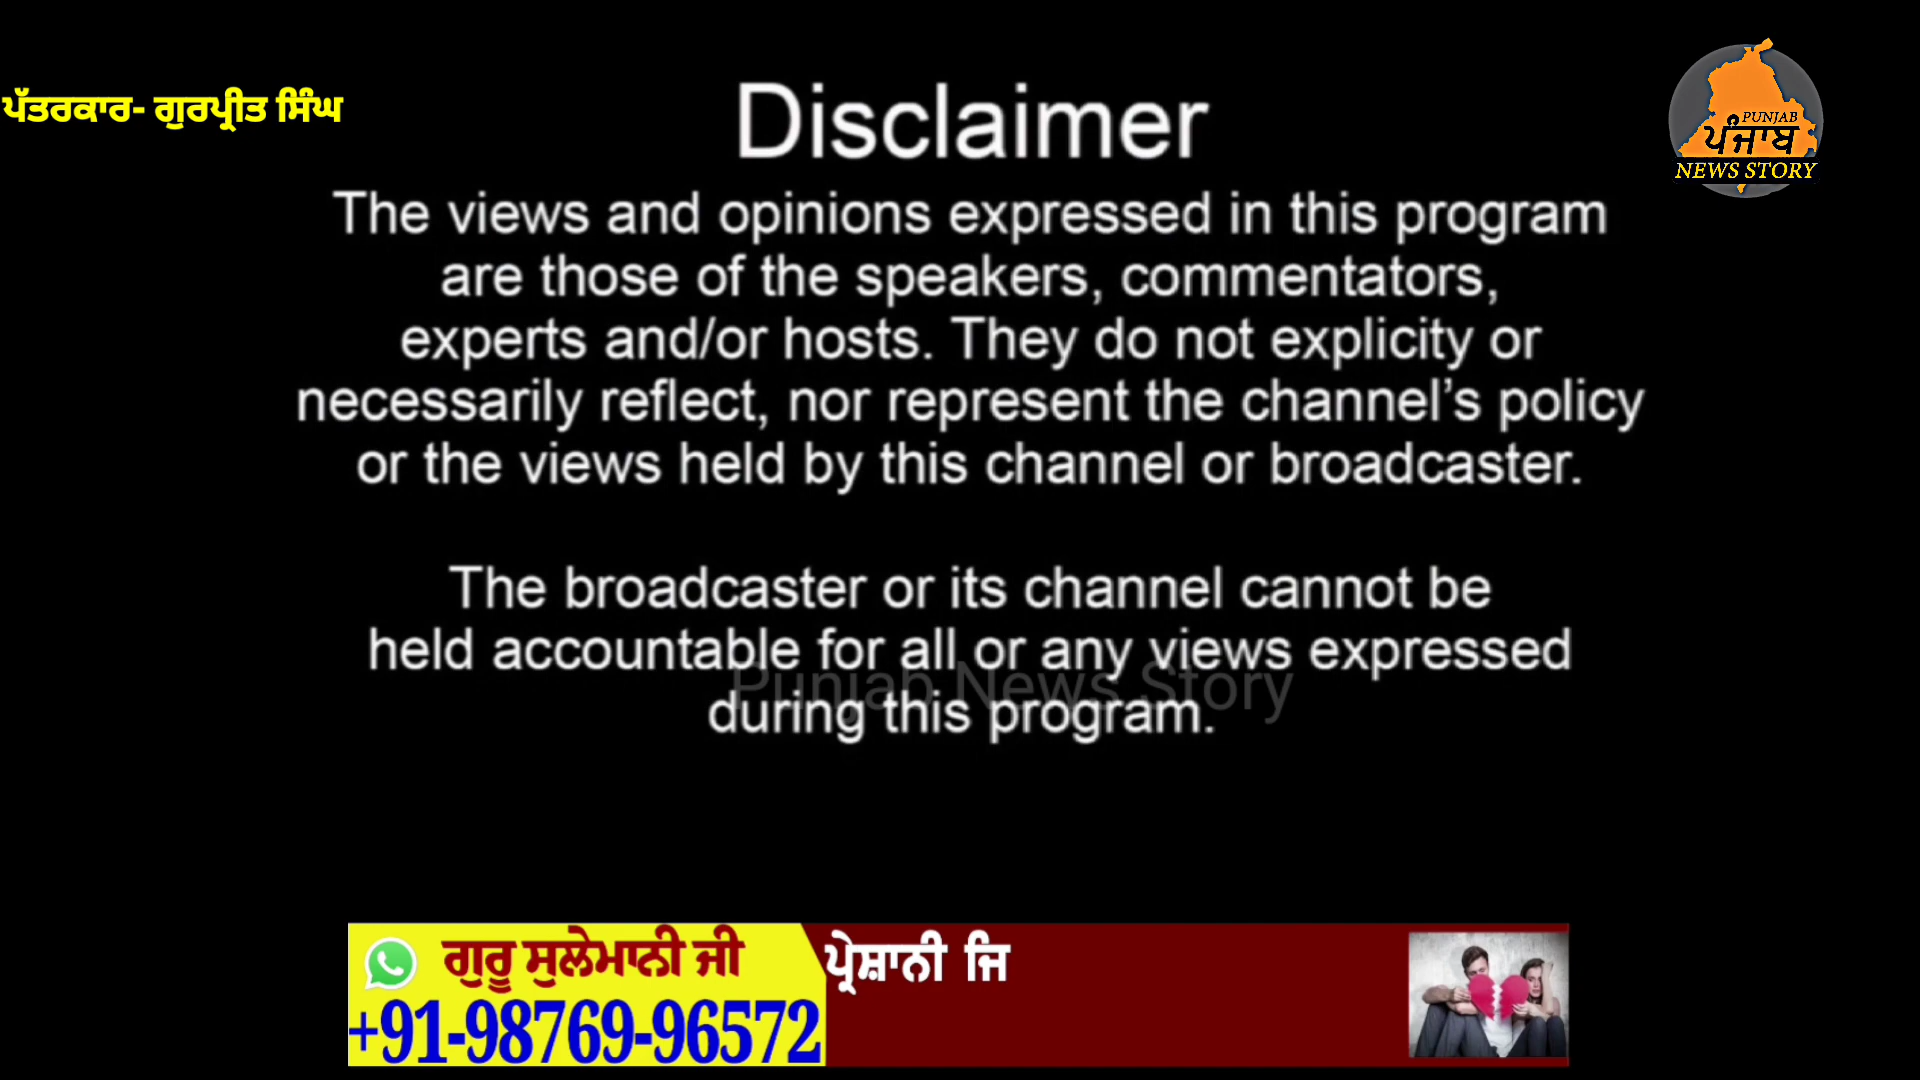 ਪੱਤਰਕਾਰ- ਗੁਰਪ੍ਰੀਤ ਸਿੰਘ
PUNJAB
ਪੰਜਾਬ
NEWS STORY
Disclaimer
The views and opinions expressed in this program
are those of the speakers, commentators,
experts and/or hosts. They do not explicity or
necessarily reflect, nor represent the channel’s policy
or the views held by this channel or broadcaster.
The broadcaster or its channel cannot be
held accountable for all or any views expressed
Punjab News Story
during this program.
ਗੁਰੂ ਸੁਲੇਮਾਨੀ ਜੀ
+91-98769-96572
ਪ੍ਰੇਸ਼ਾਨੀ ਜਿ